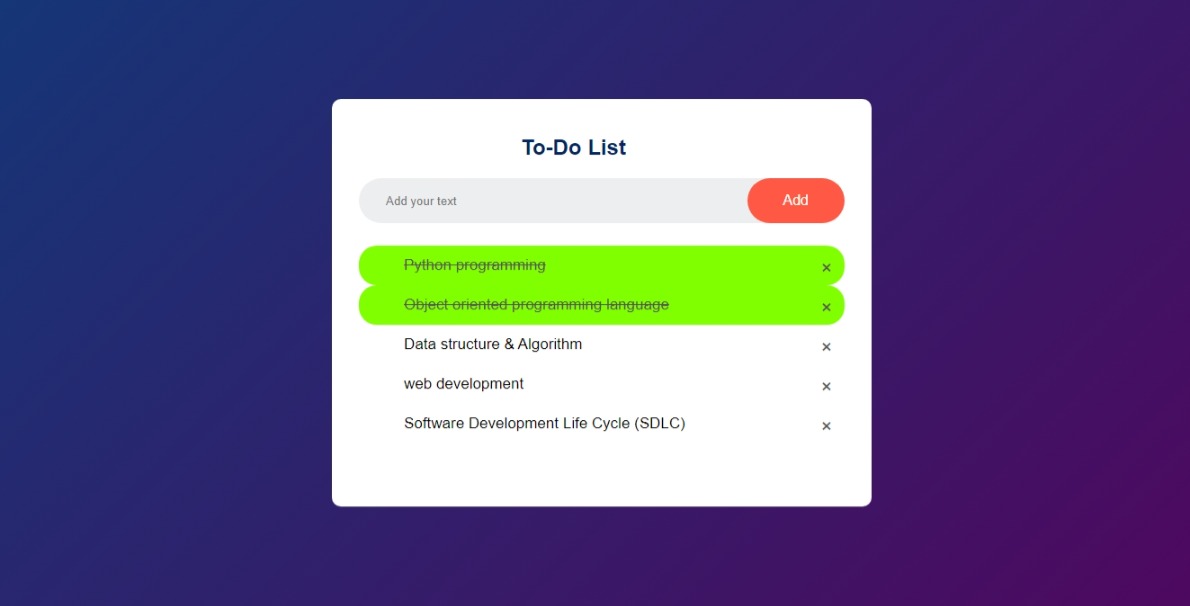 To-Do List
Add your text Add
Python programming ×
Object oriented programming language ×
Data structure & Algorithm ×
web development ×
Software Development Life Cycle (SDLC) ×